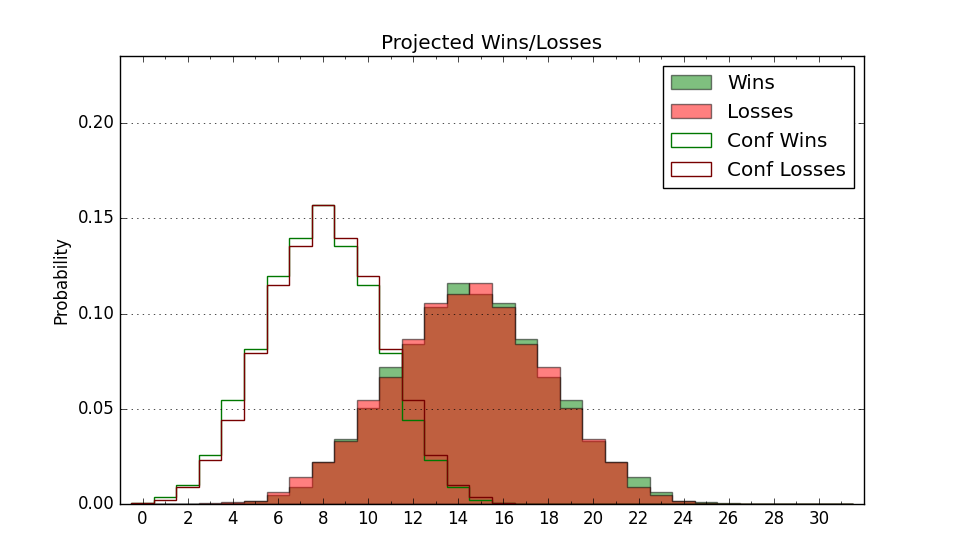 Projected Wins/Losses
Wins
Losses
Conf Wins
Conf Losses
Probability
0.20
0.15
0.10
0.05
0.00
0 2 4 6 8 10 12 14 16 18 20 22 24 26 28 30